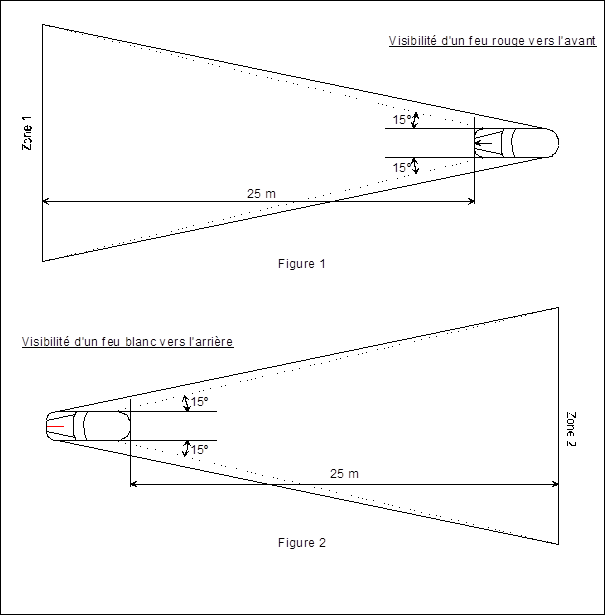 Visibilité d'un feu rouge vers l'avant
Zone 1
15°
15°
25 m
Figure 1
Visibilité d'un feu blanc vers l'arrière
15°
15°
Zone 2
25 m
Figure 2